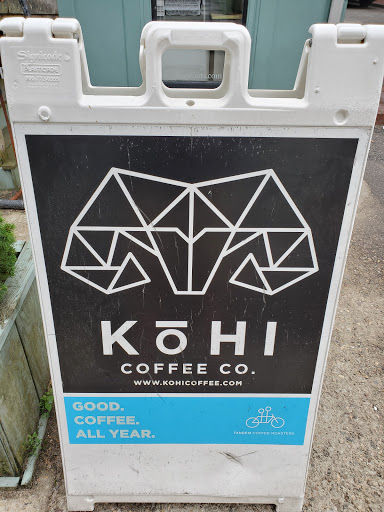 KōHI
COFFEE CO.
WWW.KOHICOFFEE.COM
GOOD.
COFFEE.
ALL YEAR.
TANDEM COFFEE ROASTERS